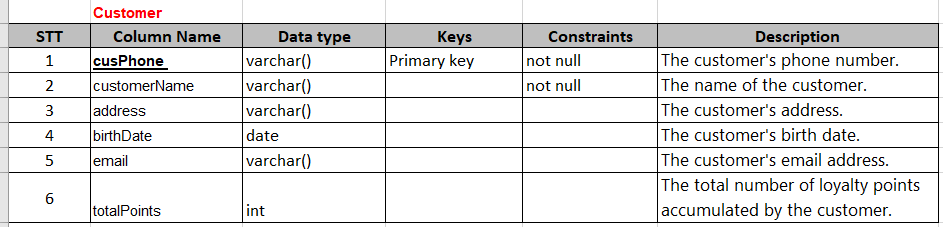 Customer
STT Column Name Data type Keys Constraints Description
1 cusPhone varchar() Primary key not null The customer's phone number.
2 customerName varchar() not null The name of the customer.
3 address varchar() The customer's address.
4 birthDate date The customer's birth date.
5 email varchar() The customer's email address.
6 totalPoints int The total number of loyalty points
accumulated by the customer.